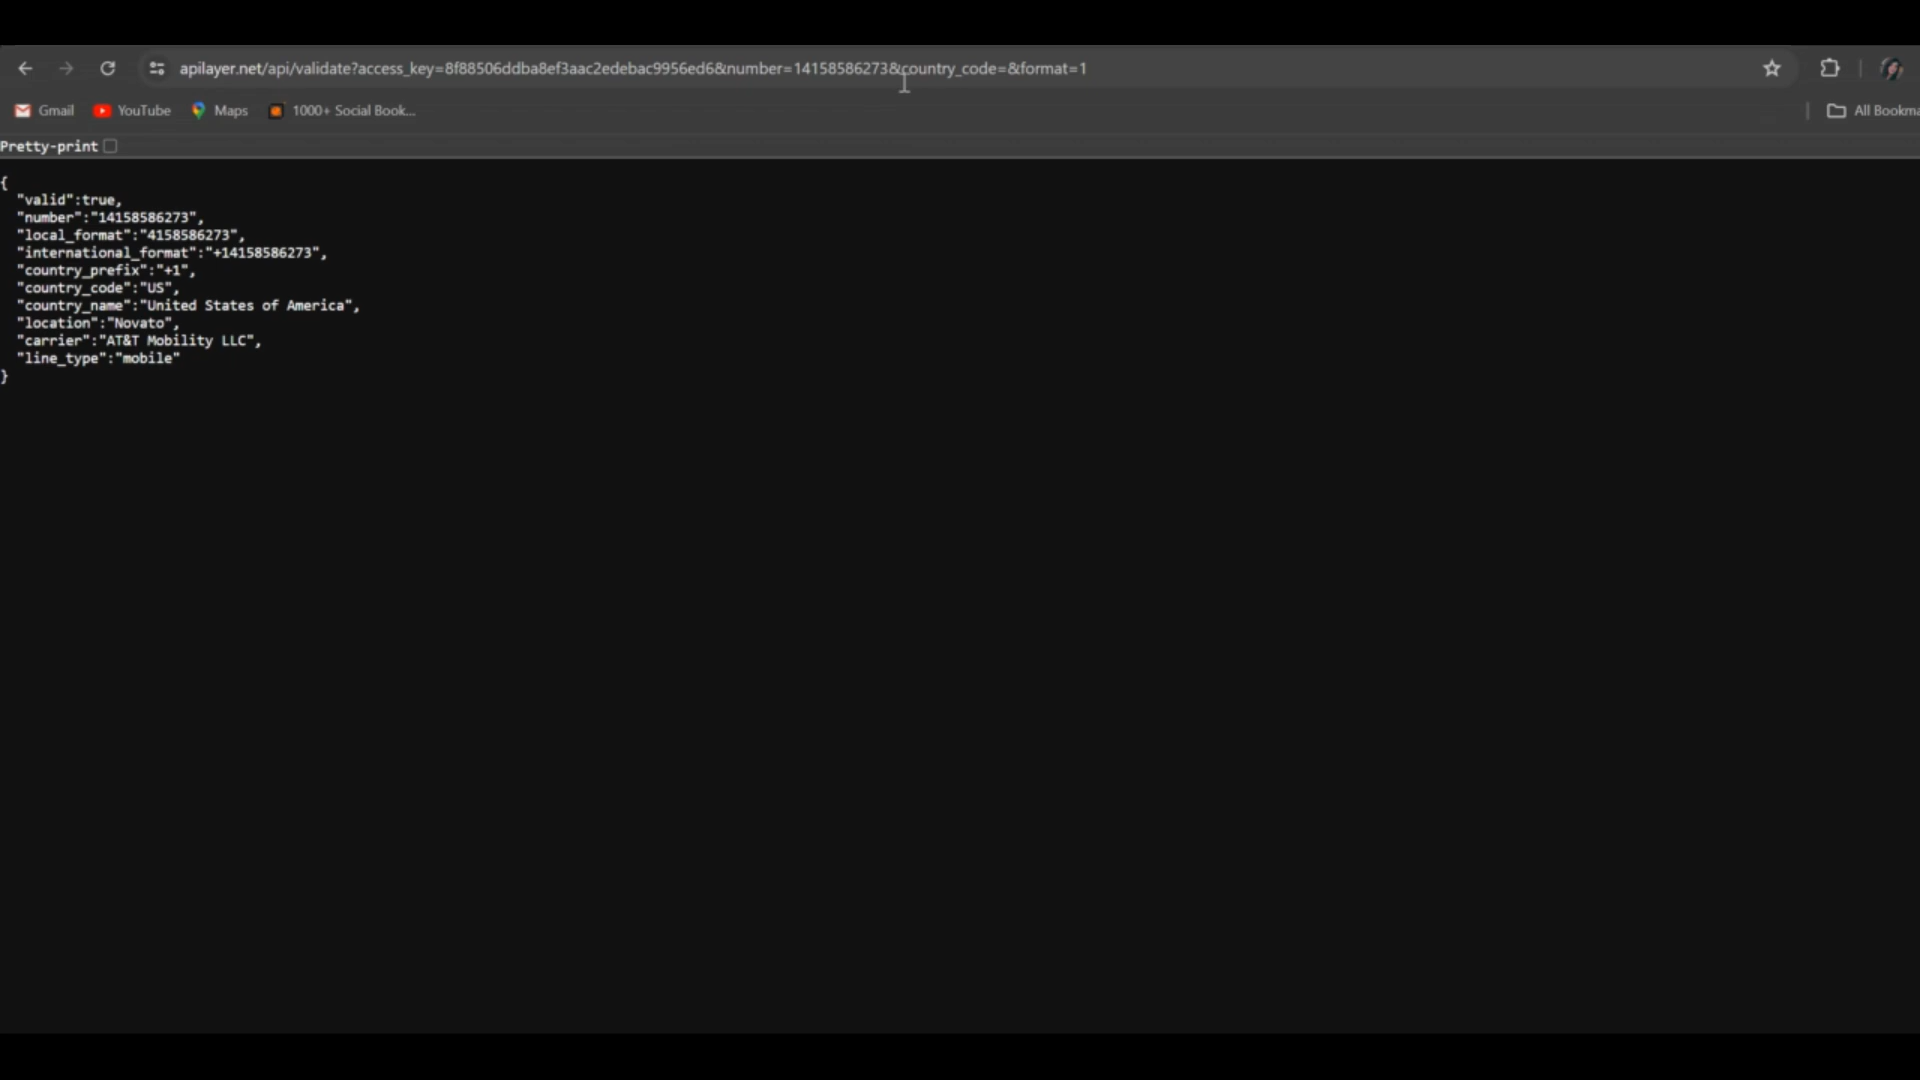 apilayer.net/api/validate?access_key=8f88506ddba8ef3aac2edebac9956ed6&number=14158586273&country_code=&format=1
Gmail YouTube Maps 1000+ Social Book... All Bookma
Pretty-print
{
"valid":true,
"number":"14158586273",
"local_format":"4158586273",
"international_format":"+14158586273",
"country_prefix":"+1",
"country_code":"US",
"country_name":"United States of America",
"location":"Novato",
"carrier":"AT&T Mobility LLC",
"line_type":"mobile"
}